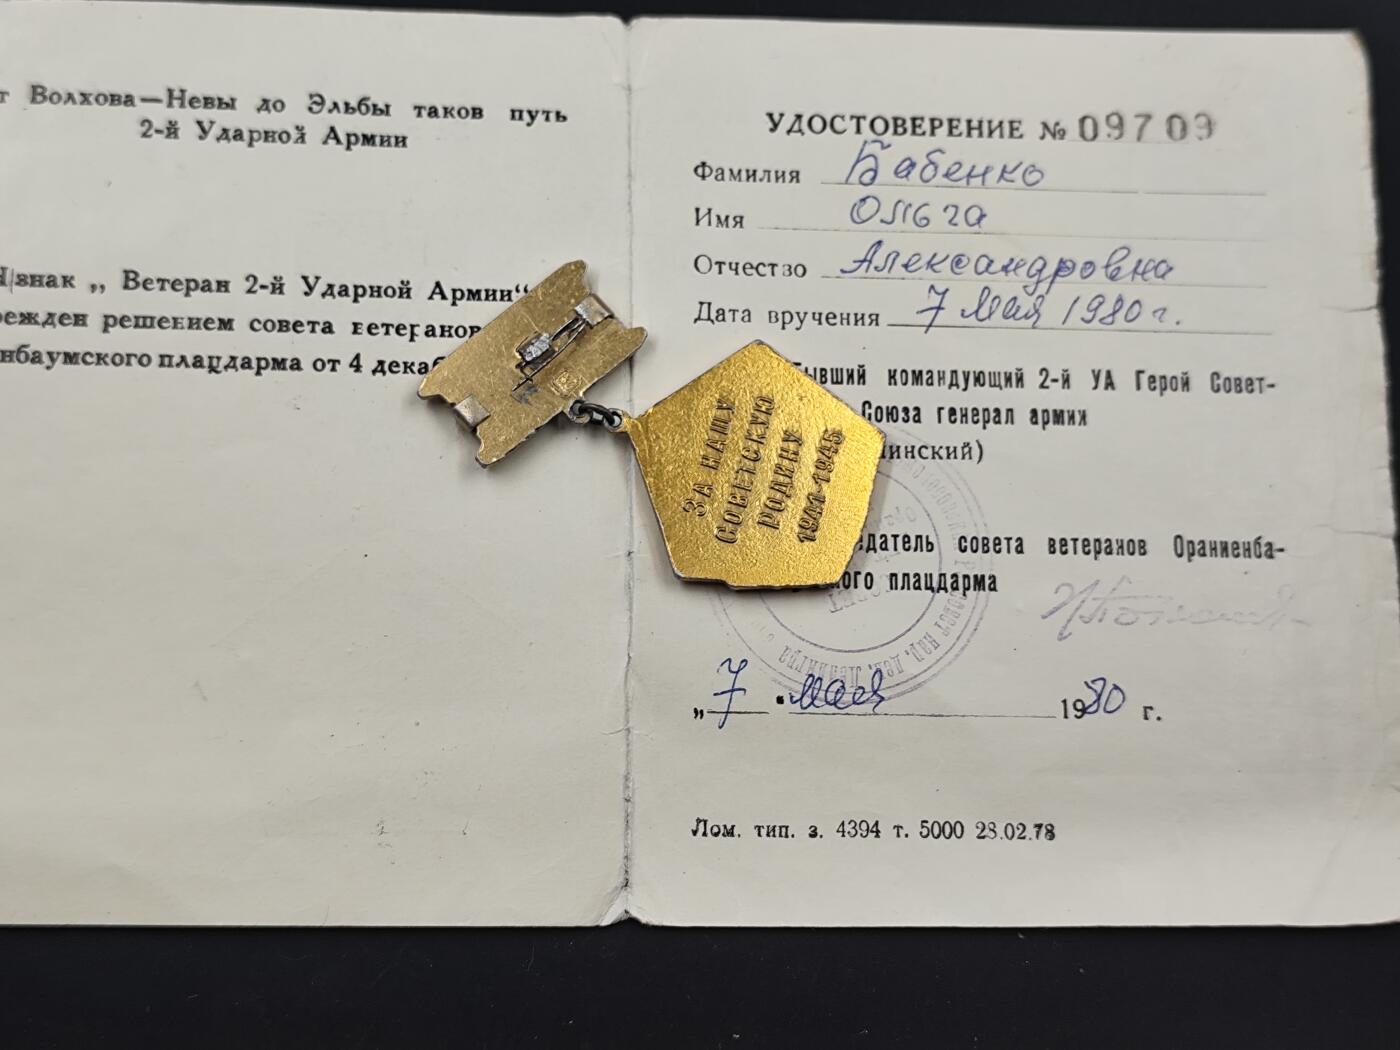 т Волхова—Невы до Эльбы таков путь
2-й Ударной Армии
знак „ Ветеран 2-й Ударной Армии“
режден решением совета ветеранов
нбаумского плацдарма от 4 декаб
УДОСТОВЕРЕНИЕ № 09709
Фамилия Бабенко
Имя Ольга
Отчество Александровна
Дата вручения 7 Мая 1980 г.
Бывший командующий 2-й УА Герой Совет-
Союза генерал армии
инский)
датель совета ветеранов Ораниенба-
ого плацдарма
„ 7 “ мая 1980 г.
Лом. тип. з. 4394 т. 5000 28.02.78
ЗА НАШУ
СОВЕТСКУЮ
РОДИНУ
1941-1945